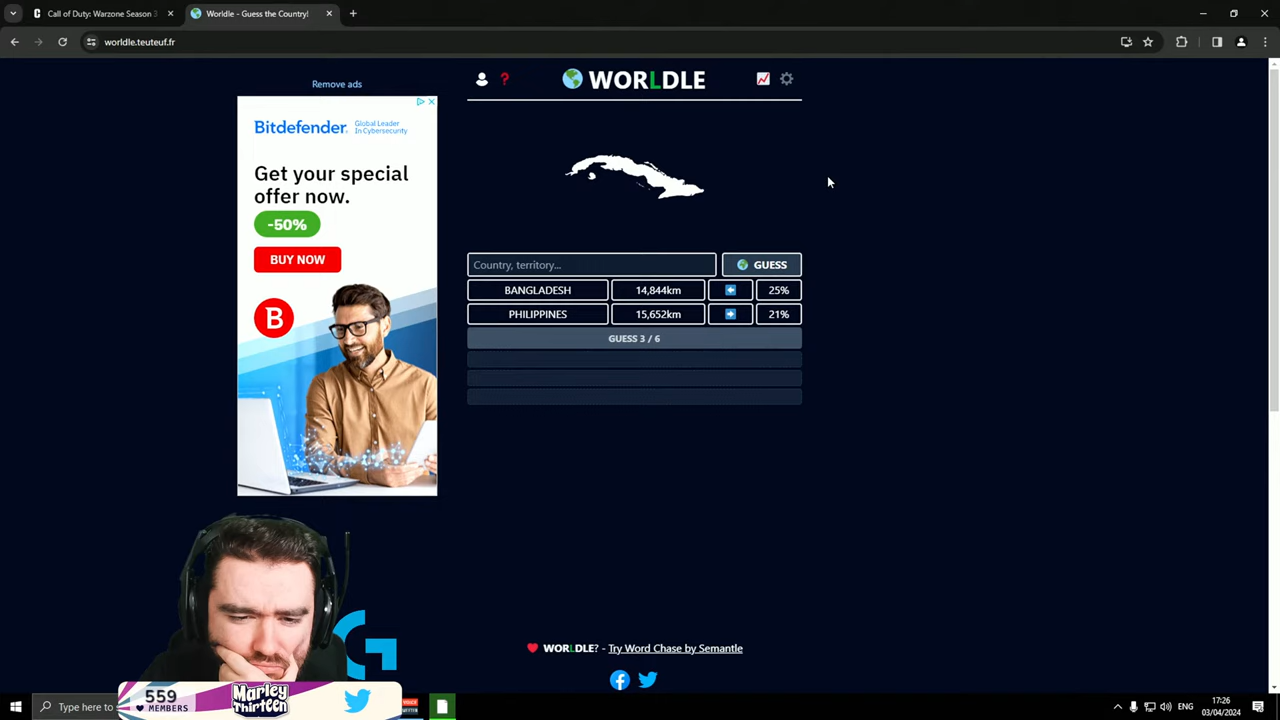 Call of Duty: Warzone Season 3
Worldle - Guess the Country!
worldle.teuteuf.fr
Remove ads
WORLDLE
Bitdefender
Global Leader
In Cybersecurity
Get your special
offer now.
-50%
BUY NOW
B
Country, territory...
GUESS
BANGLADESH 14,844km 25%
PHILIPPINES 15,652km 21%
GUESS 3 / 6
WORLDLE? - Try Word Chase by Semantle
559
MEMBERS
Marley
Thirteen
Type here to
ENG
17:26
03/04/2024